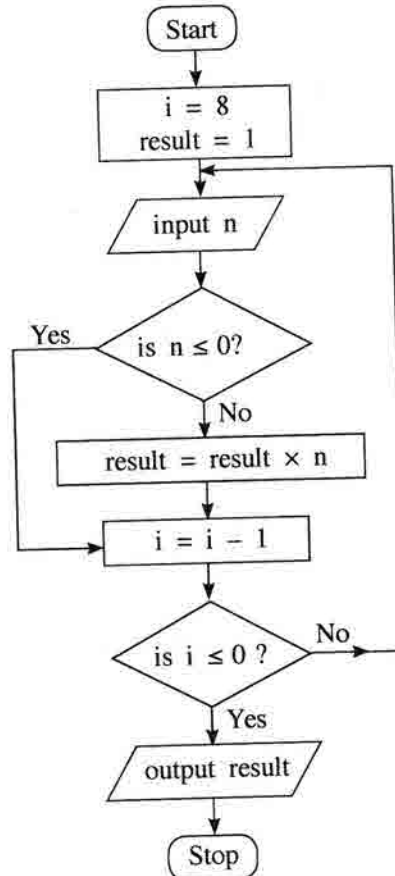 Start
i = 8
result = 1
input n
Yes
is n ≤ 0?
No
result = result × n
i = i − 1
is i ≤ 0 ?
No
Yes
output result
Stop